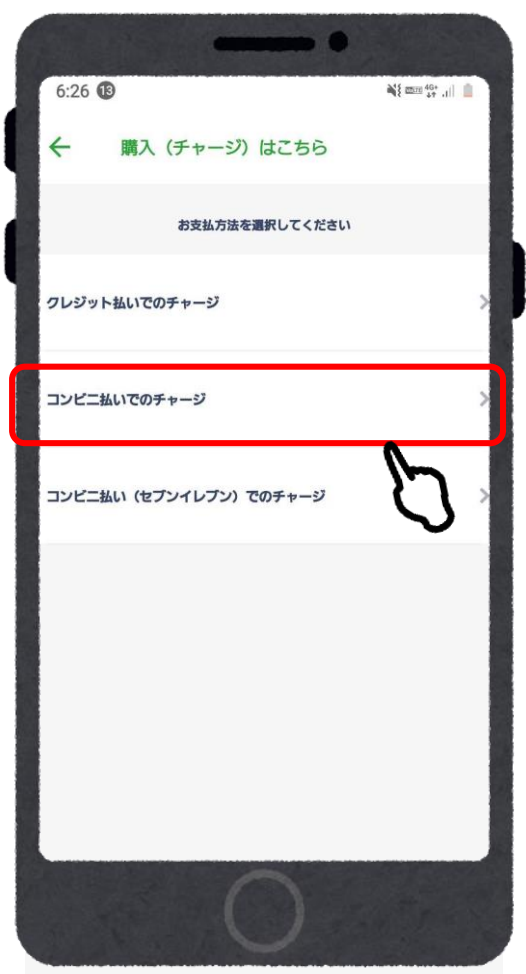 6:26 13 4G+
← 購入（チャージ）はこちら
お支払方法を選択してください
クレジット払いでのチャージ
コンビニ払いでのチャージ
コンビニ払い（セブンイレブン）でのチャージ